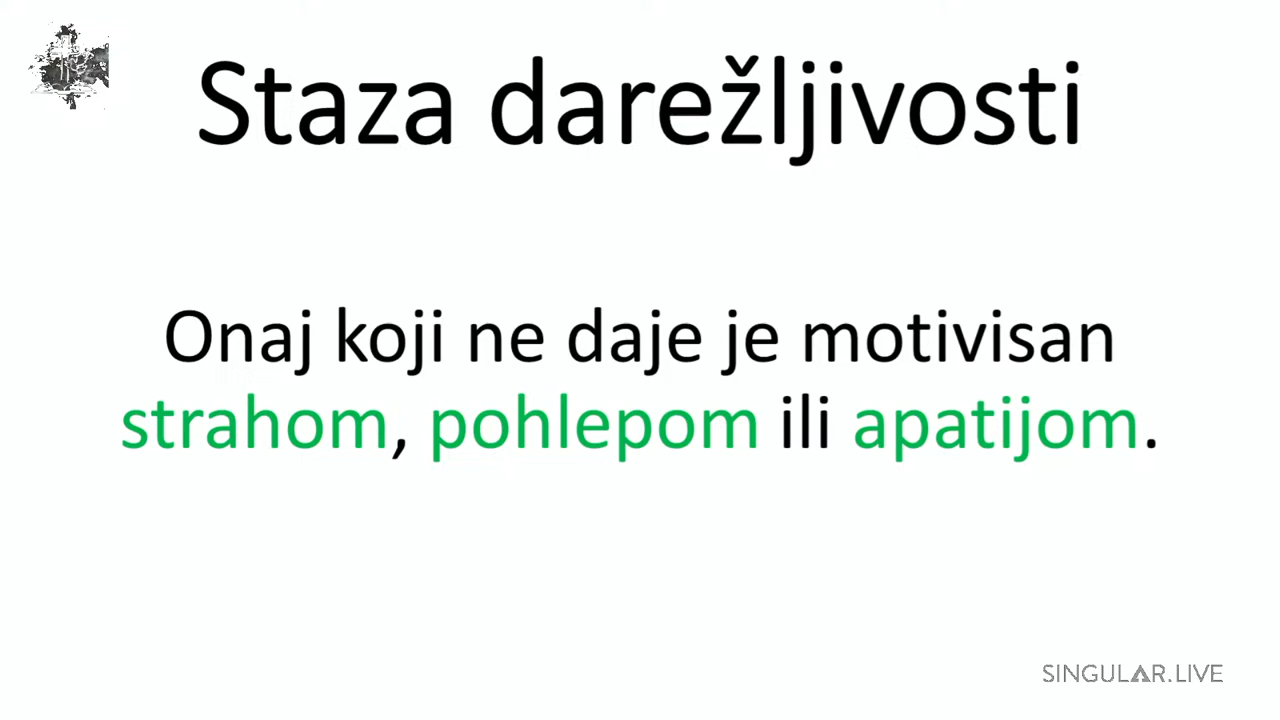 Staza darežljivosti
Onaj koji ne daje je motivisan
strahom, pohlepom ili apatijom.
SINGULAR.LIVE